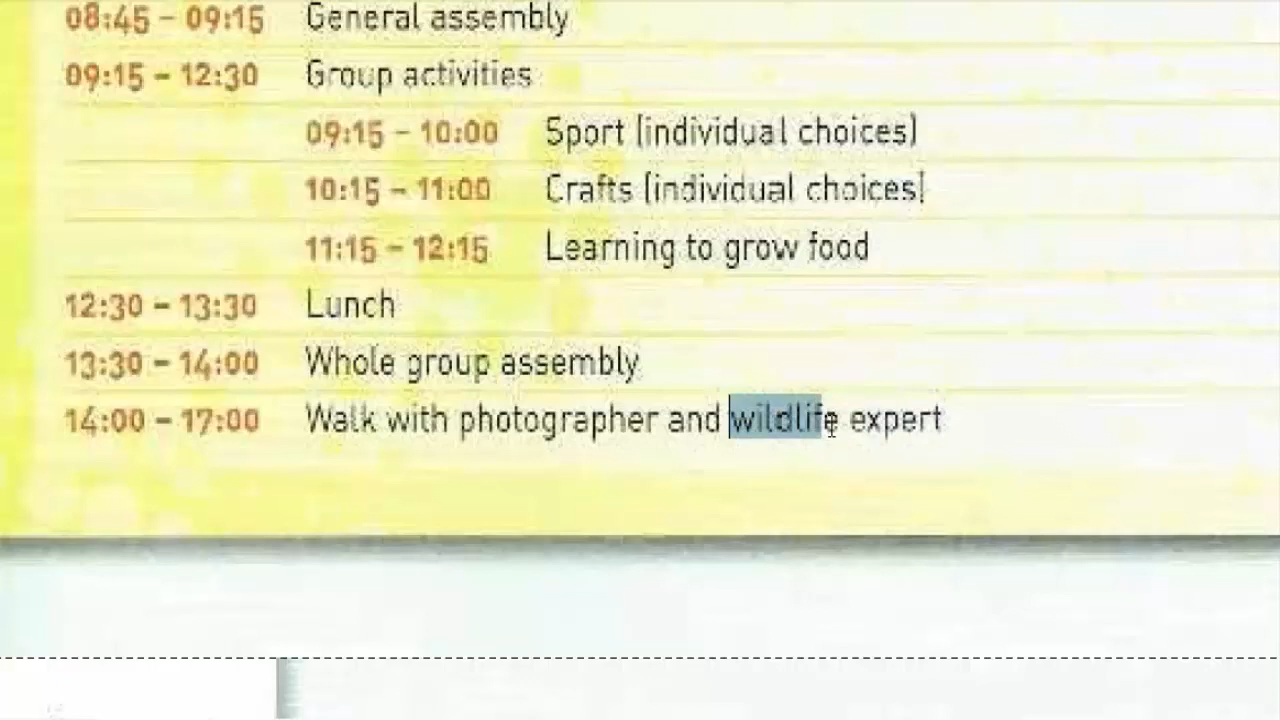 08:45 – 09:15 General assembly
09:15 – 12:30 Group activities
09:15 – 10:00 Sport (individual choices)
10:15 – 11:00 Crafts (individual choices)
11:15 – 12:15 Learning to grow food
12:30 – 13:30 Lunch
13:30 – 14:00 Whole group assembly
14:00 – 17:00 Walk with photographer and wildlife expert